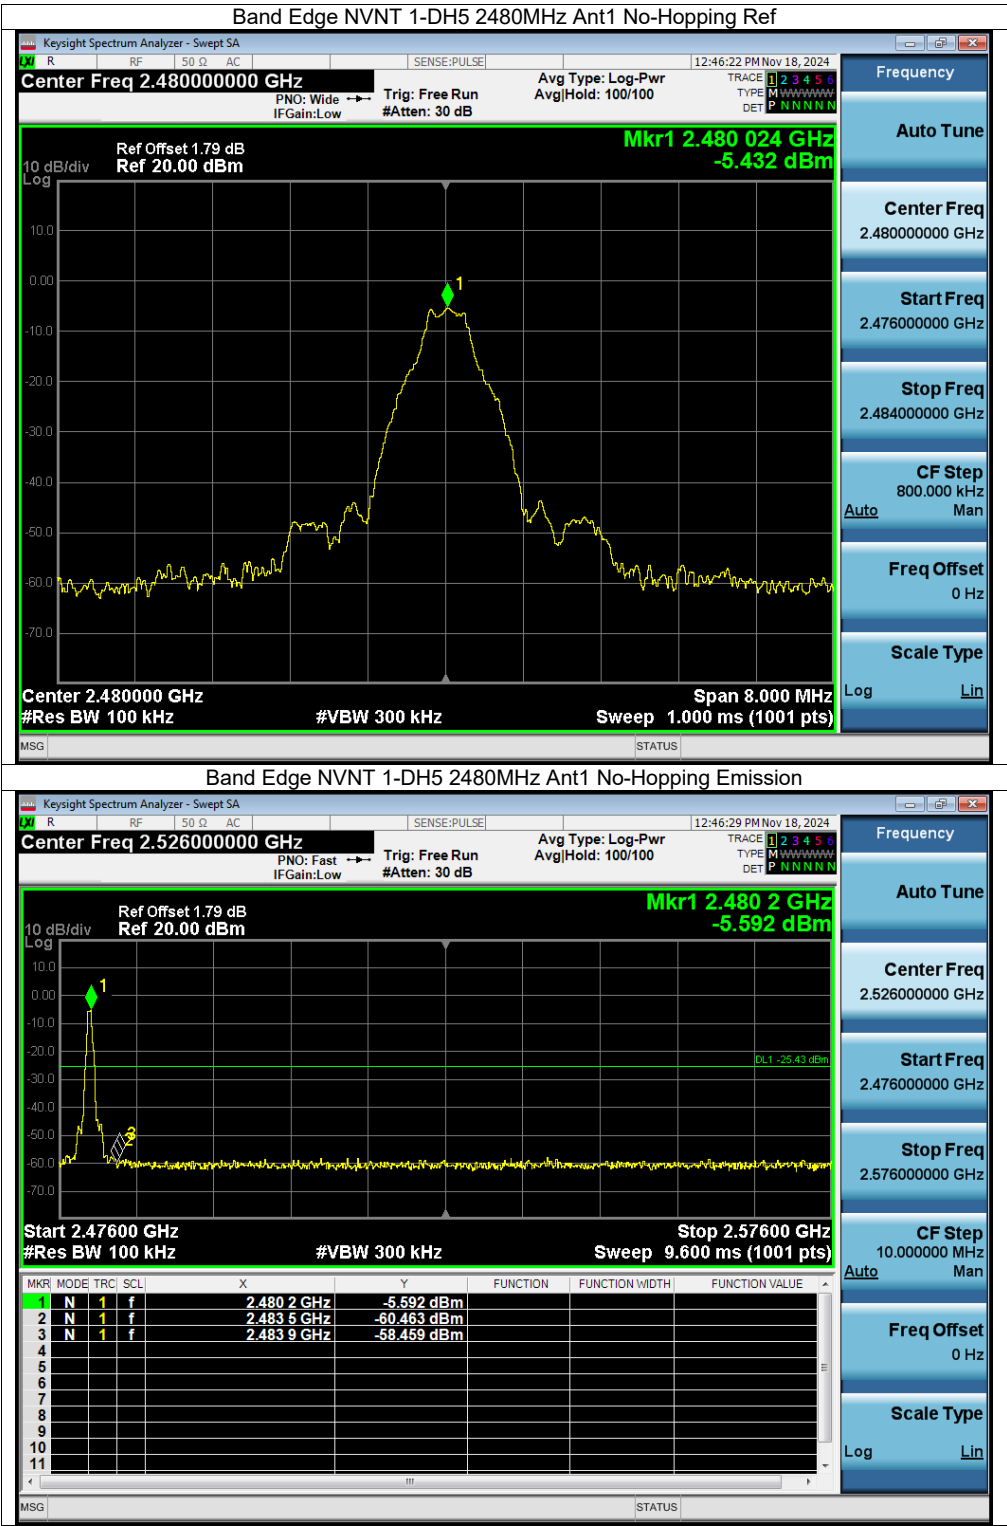 Band Edge NVNT 1-DH5 2480MHz Ant1 No-Hopping Ref
Keysight Spectrum Analyzer - Swept SA
LXI R RF 50 Ω AC SENSE:PULSE 12:46:22 PM Nov 18, 2024
Center Freq 2.480000000 GHz
PNO: Wide
IFGain:Low
Trig: Free Run
#Atten: 30 dB
Avg Type: Log-Pwr
Avg|Hold: 100/100
TRACE 1 2 3 4 5 6
TYPE M W W W W W
DET P N N N N N
Mkr1 2.480 024 GHz
-5.432 dBm
Ref Offset 1.79 dB
10 dB/div Ref 20.00 dBm
Log
10.0
0.00
-10.0
-20.0
-30.0
-40.0
-50.0
-60.0
-70.0
1
Center 2.480000 GHz Span 8.000 MHz
#Res BW 100 kHz #VBW 300 kHz Sweep 1.000 ms (1001 pts)
MSG STATUS
Frequency
Auto Tune
Center Freq
2.480000000 GHz
Start Freq
2.476000000 GHz
Stop Freq
2.484000000 GHz
CF Step
800.000 kHz
Auto Man
Freq Offset
0 Hz
Scale Type
Log Lin
Band Edge NVNT 1-DH5 2480MHz Ant1 No-Hopping Emission
Keysight Spectrum Analyzer - Swept SA
LXI R RF 50 Ω AC SENSE:PULSE 12:46:29 PM Nov 18, 2024
Center Freq 2.526000000 GHz
PNO: Fast
IFGain:Low
Trig: Free Run
#Atten: 30 dB
Avg Type: Log-Pwr
Avg|Hold: 100/100
TRACE 1 2 3 4 5 6
TYPE M W W W W W
DET P N N N N N
Mkr1 2.480 2 GHz
-5.592 dBm
Ref Offset 1.79 dB
10 dB/div Ref 20.00 dBm
Log
10.0
0.00
-10.0
-20.0
-30.0
-40.0
-50.0
-60.0
-70.0
1
DL1 -25.43 dBm
3
2
Start 2.47600 GHz Stop 2.57600 GHz
#Res BW 100 kHz #VBW 300 kHz Sweep 9.600 ms (1001 pts)
MKR MODE TRC SCL X Y FUNCTION FUNCTION WIDTH FUNCTION VALUE
1 N 1 f 2.480 2 GHz -5.592 dBm
2 N 1 f 2.483 5 GHz -60.463 dBm
3 N 1 f 2.483 9 GHz -58.459 dBm
4
5
6
7
8
9
10
11
MSG STATUS
Frequency
Auto Tune
Center Freq
2.526000000 GHz
Start Freq
2.476000000 GHz
Stop Freq
2.576000000 GHz
CF Step
10.000000 MHz
Auto Man
Freq Offset
0 Hz
Scale Type
Log Lin